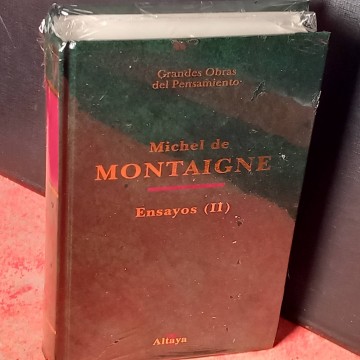 Grandes Obras
del Pensamiento
Michel de
MONTAIGNE
Ensayos (II)
Altaya